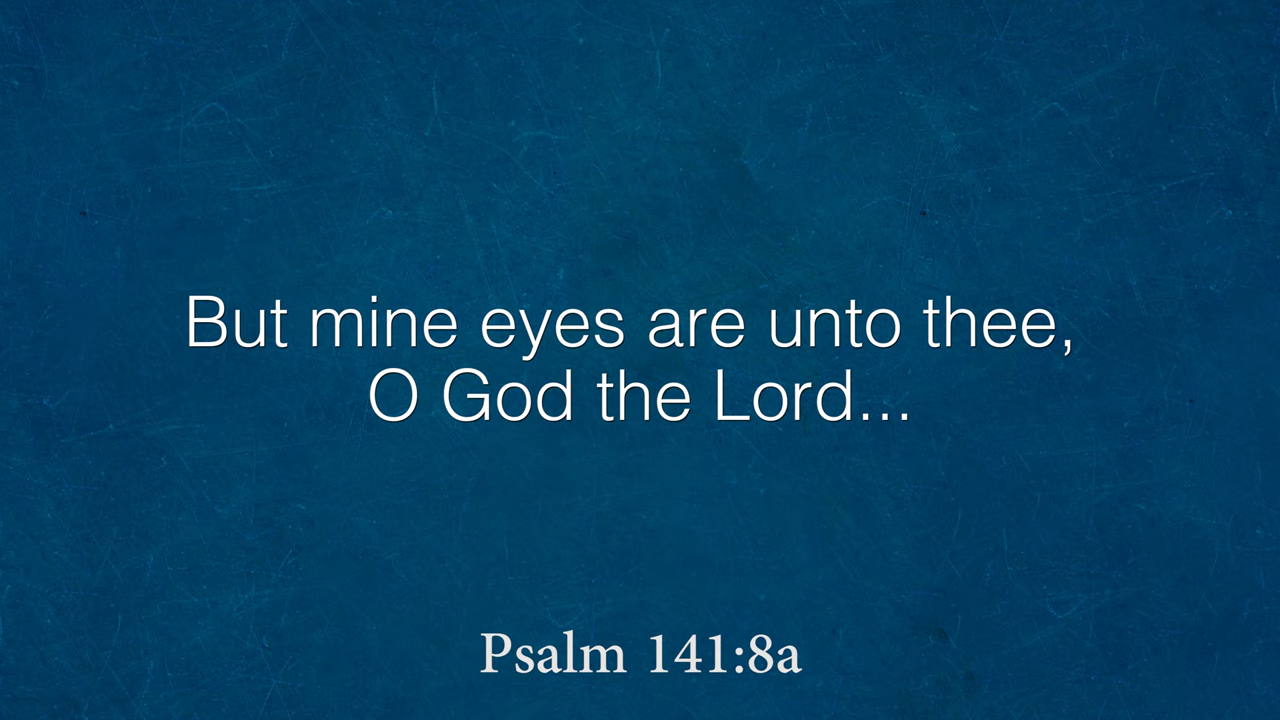 But mine eyes are unto thee,
O God the Lord...
Psalm 141:8a